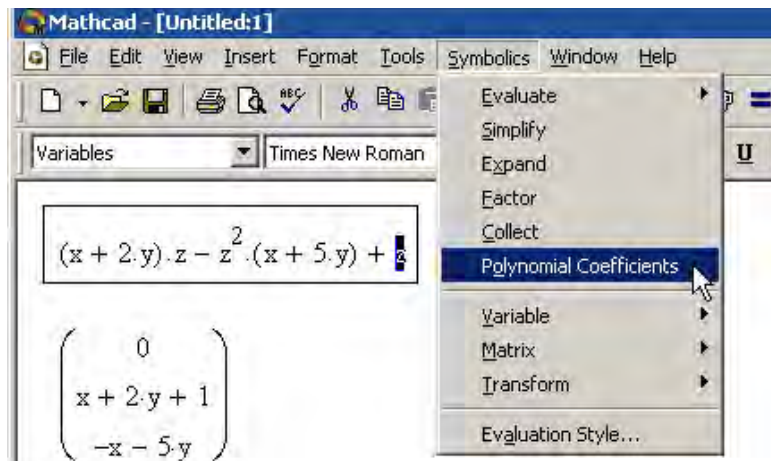 Mathcad - [Untitled:1]
File Edit View Insert Format Tools Symbolics Window Help
ABC
Variables
Times New Roman
U
Evaluate
Simplify
Expand
Factor
Collect
Polynomial Coefficients
Variable
Matrix
Transform
Evaluation Style...
(x + 2·y).z − z².(x + 5·y) + z
0
x + 2·y + 1
−x − 5·y